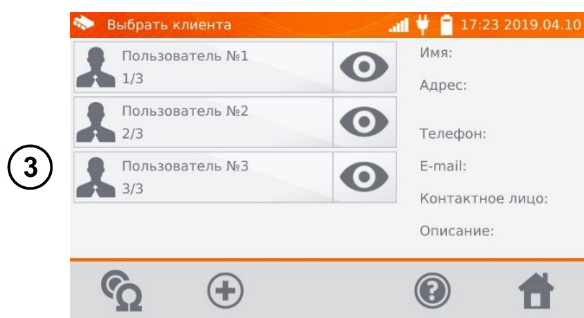 Выбрать клиента
17:23 2019.04.10
Пользователь №1
1/3
Пользователь №2
2/3
Пользователь №3
3/3
Имя:
Адрес:
Телефон:
E-mail:
Контактное лицо:
Описание:
3
Ω
?